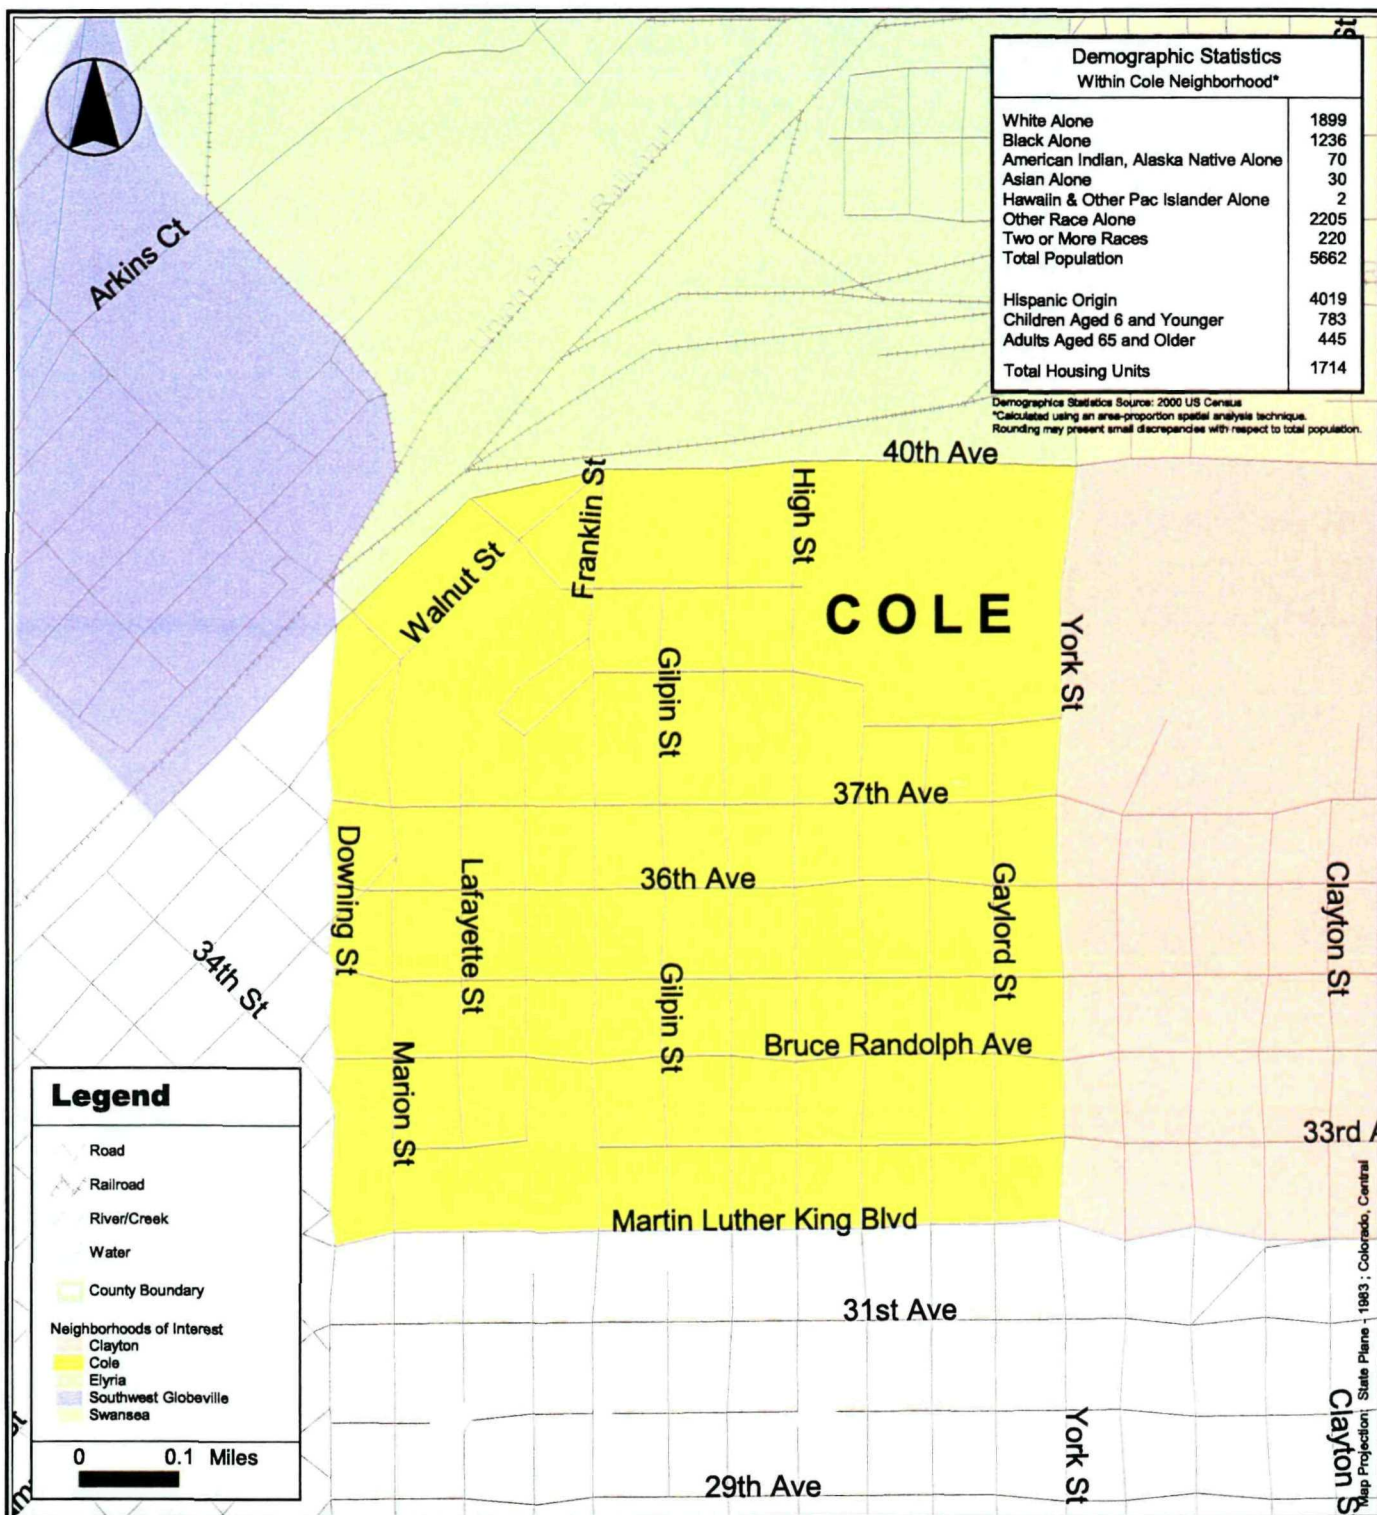 St
Demographic Statistics
Within Cole Neighborhood*
White Alone 1899
Black Alone 1236
American Indian, Alaska Native Alone 70
Asian Alone 30
Hawaiin & Other Pac Islander Alone 2
Other Race Alone 2205
Two or More Races 220
Total Population 5662
Hispanic Origin 4019
Children Aged 6 and Younger 783
Adults Aged 65 and Older 445
Total Housing Units 1714
Demographics Statistics Source: 2000 US Census
*Calculated using an area-proportion spatial analysis technique.
Rounding may present small discrepancies with respect to total population.
Arkins Ct
40th Ave
Franklin St
High St
Walnut St
COLE
York St
Gilpin St
37th Ave
Downing St
36th Ave
Lafayette St
Gaylord St
Clayton St
34th St
Gilpin St
Bruce Randolph Ave
Marion St
33rd A
Martin Luther King Blvd
31st Ave
York St
Clayton S
29th Ave
Legend
Road
Railroad
River/Creek
Water
County Boundary
Neighborhoods of Interest
Clayton
Cole
Elyria
Southwest Globeville
Swansea
0 0.1 Miles
Map Projection: State Plane - 1983 ; Colorado, Central